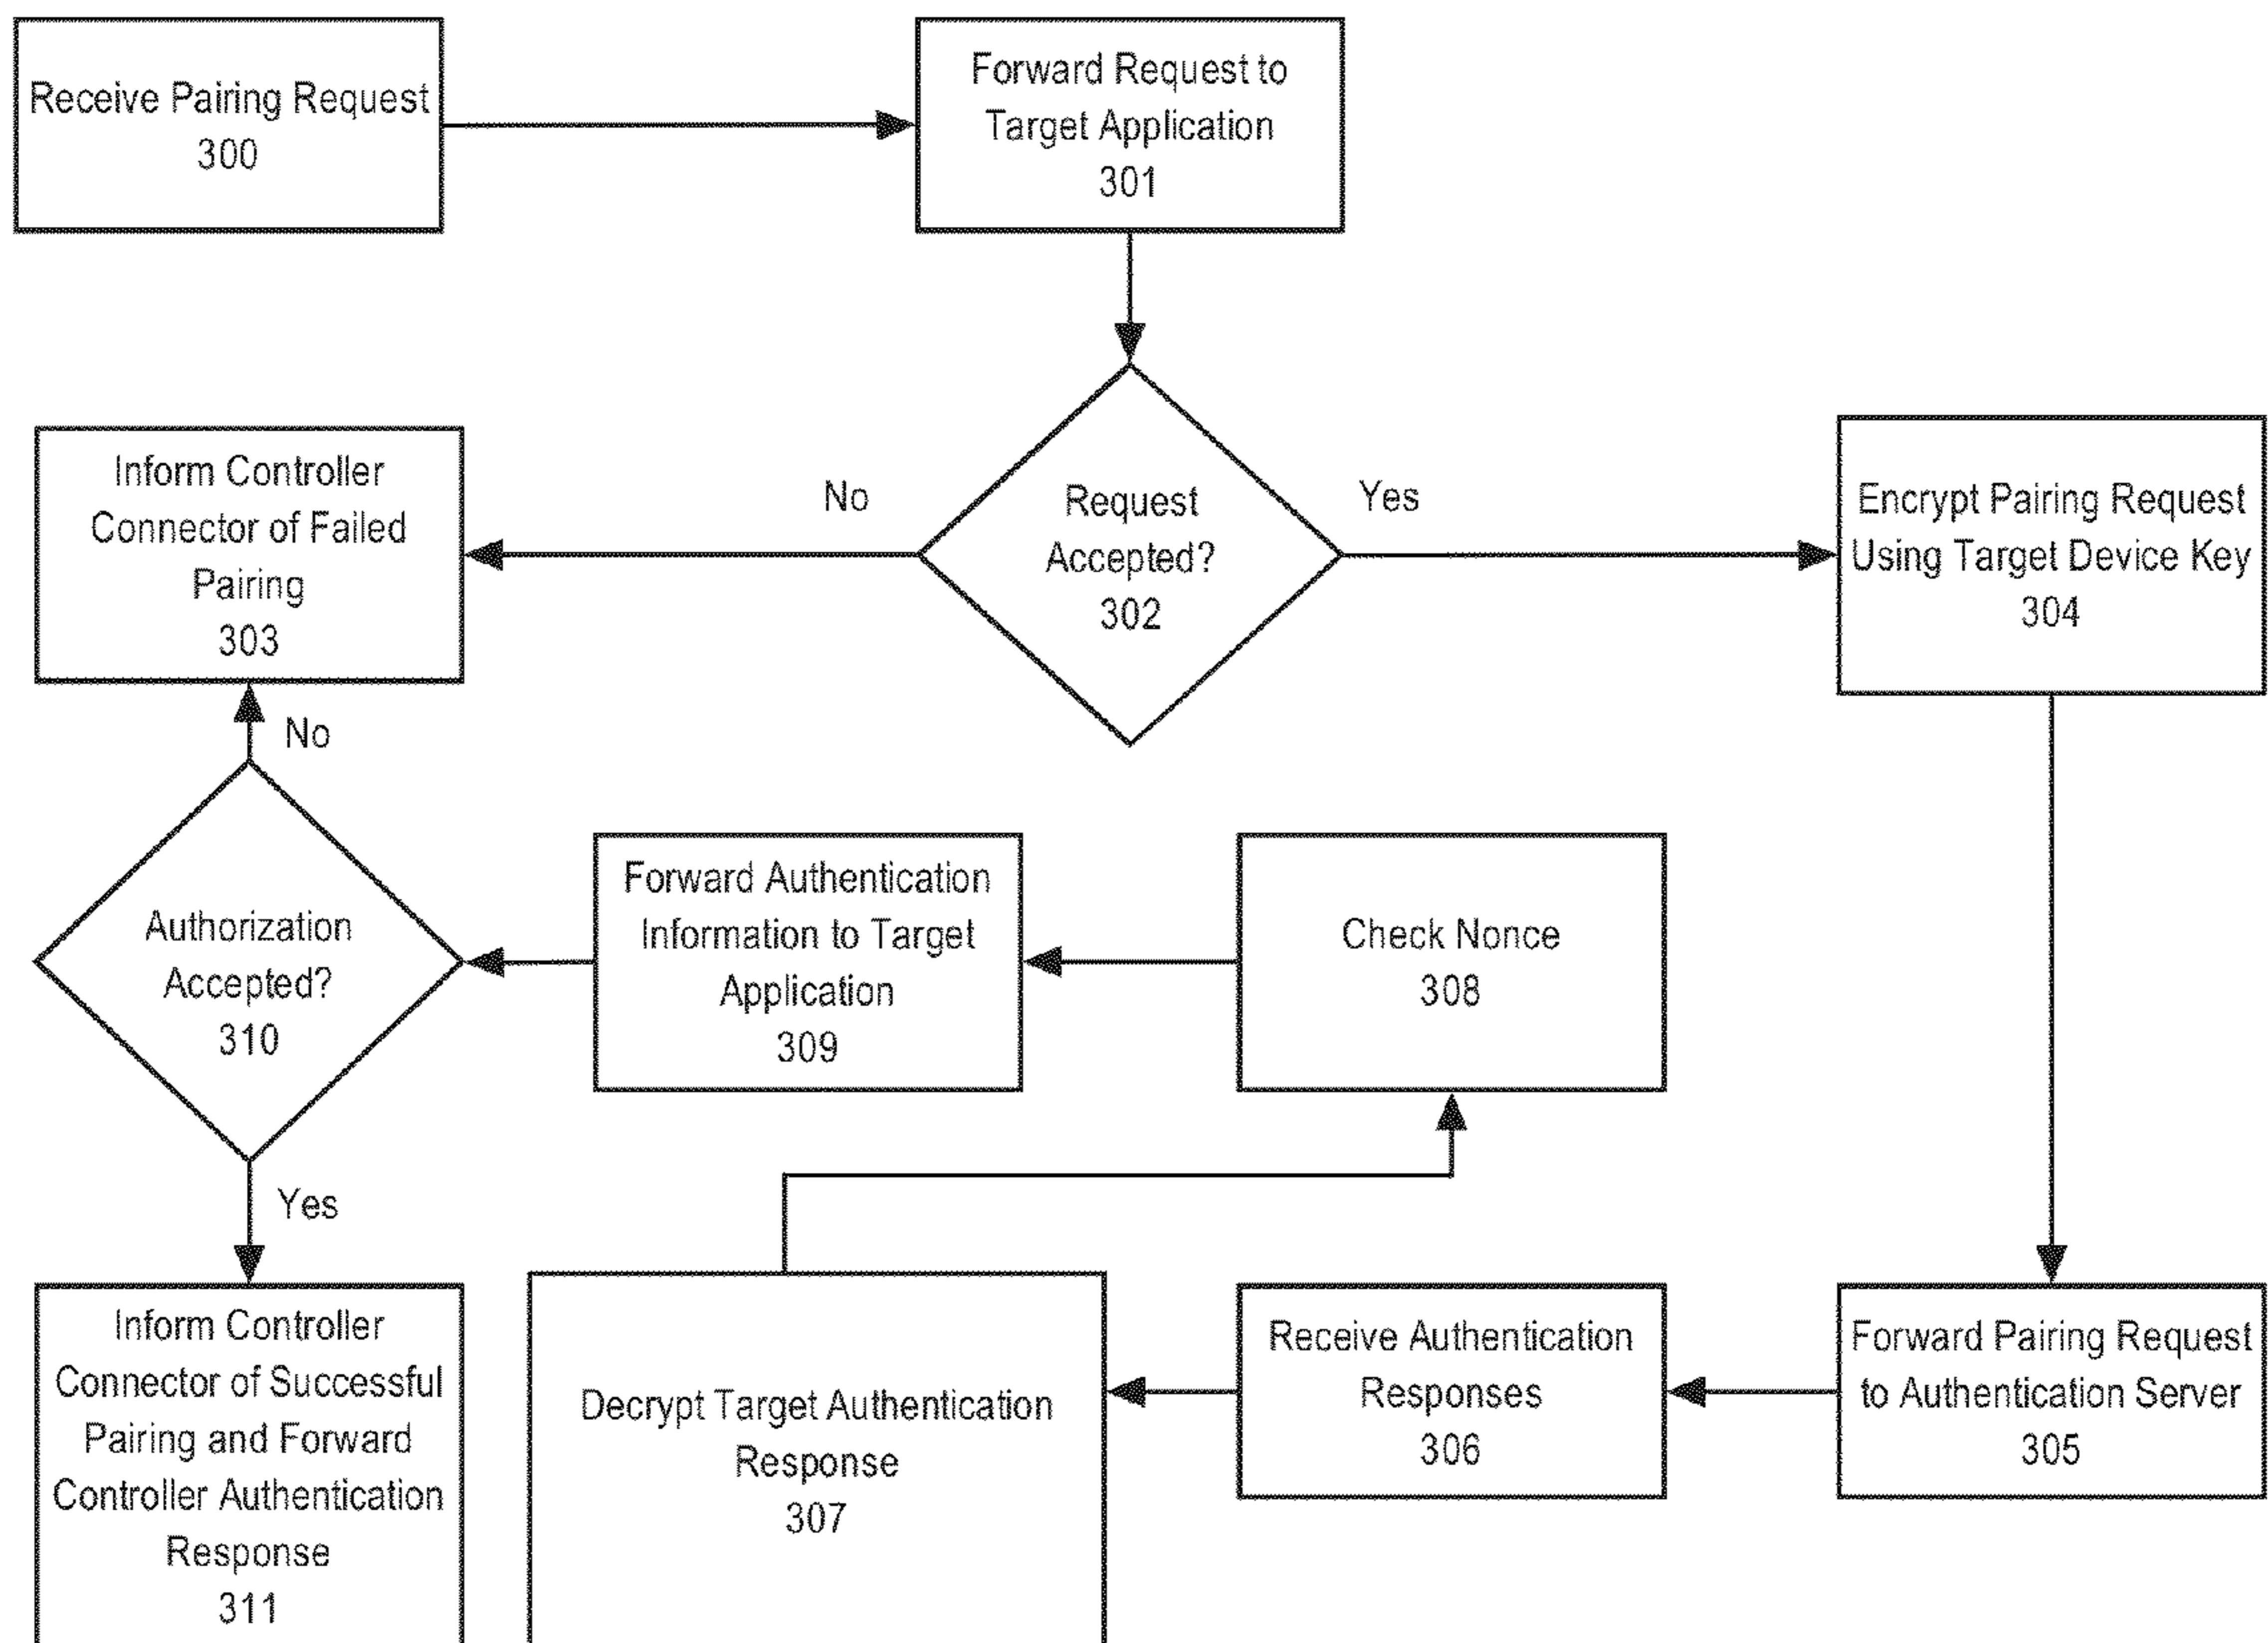 Receive Pairing Request
300
Forward Request to
Target Application
301
Request
Accepted?
302
No
Yes
Inform Controller
Connector of Failed
Pairing
303
Encrypt Pairing Request
Using Target Device Key
304
Forward Pairing Request
to Authentication Server
305
Receive Authentication
Responses
306
Decrypt Target Authentication
Response
307
Check Nonce
308
Forward Authentication
Information to Target
Application
309
Authorization
Accepted?
310
No
Yes
Inform Controller
Connector of Successful
Pairing and Forward
Controller Authentication
Response
311